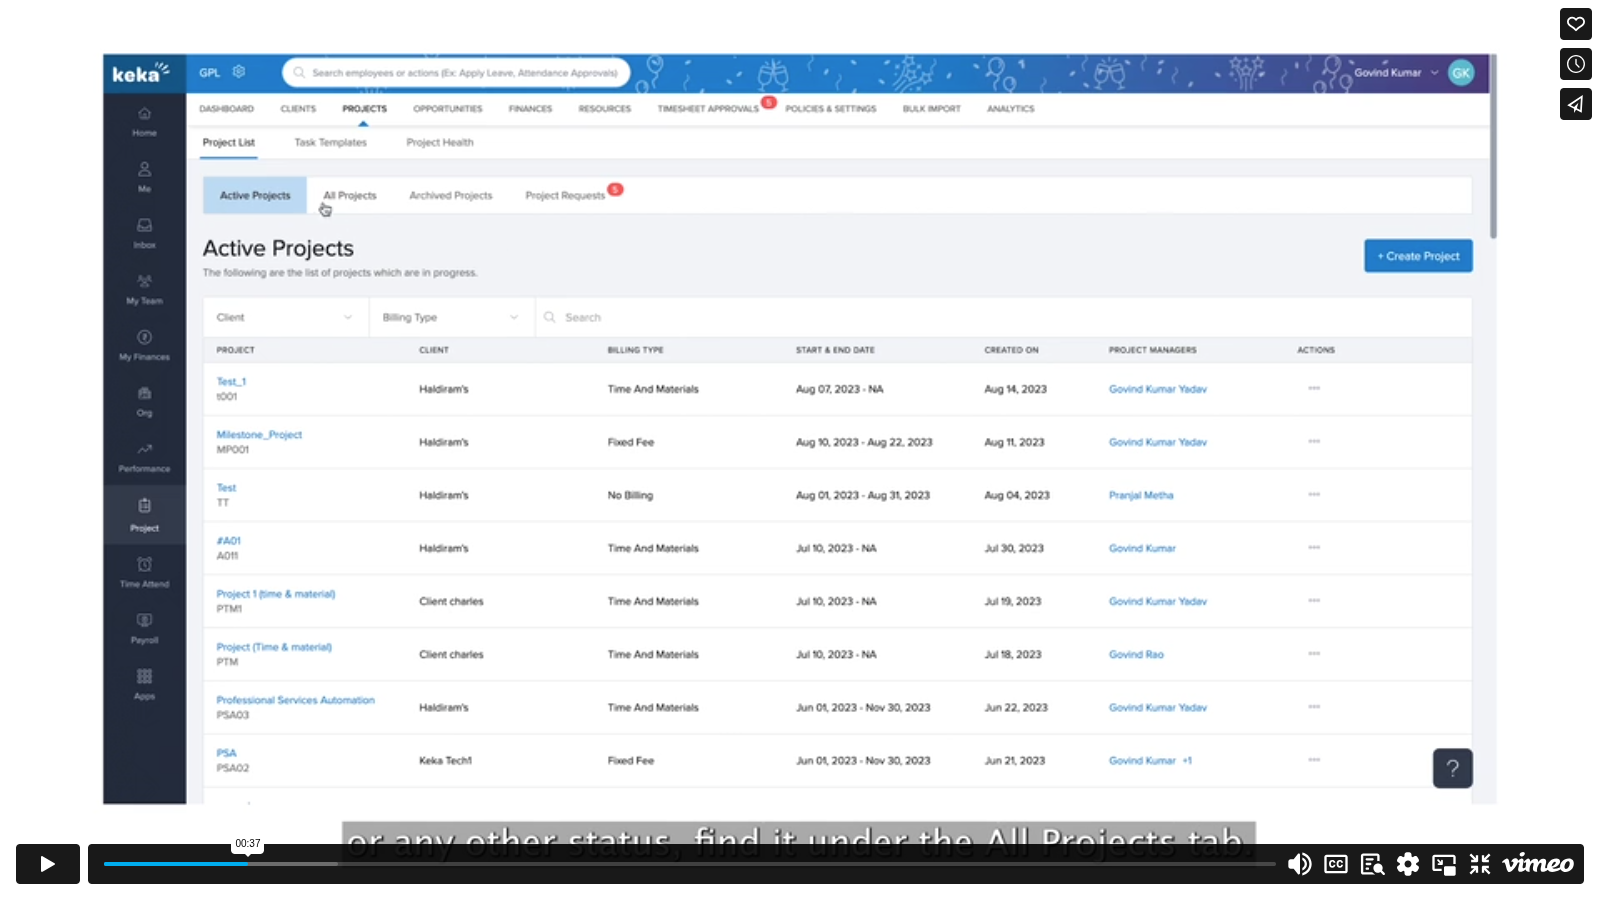 keka
GPL
Search employees or actions (Ex: Apply Leave, Attendance Approvals)
Govind Kumar
GK
DASHBOARD CLIENTS PROJECTS OPPORTUNITIES FINANCES RESOURCES TIMESHEET APPROVALS 5 POLICIES & SETTINGS BULK IMPORT ANALYTICS
Project List Task Templates Project Health
Active Projects All Projects Archived Projects Project Requests 5
Active Projects
The following are the list of projects which are in progress.
+ Create Project
Client Billing Type Search
PROJECT CLIENT BILLING TYPE START & END DATE CREATED ON PROJECT MANAGERS ACTIONS
Test_1 Haldiram's Time And Materials Aug 07, 2023 - NA Aug 14, 2023 Govind Kumar Yadav
t001
Milestone_Project Haldiram's Fixed Fee Aug 10, 2023 - Aug 22, 2023 Aug 11, 2023 Govind Kumar Yadav
MP001
Test Haldiram's No Billing Aug 01, 2023 - Aug 31, 2023 Aug 04, 2023 Pranjal Metha
TT
#A01 Haldiram's Time And Materials Jul 10, 2023 - NA Jul 30, 2023 Govind Kumar
A011
Project 1 (time & material) Client charles Time And Materials Jul 10, 2023 - NA Jul 19, 2023 Govind Kumar Yadav
PTM1
Project (Time & material) Client charles Time And Materials Jul 10, 2023 - NA Jul 18, 2023 Govind Rao
PTM
Professional Services Automation Haldiram's Time And Materials Jun 01, 2023 - Nov 30, 2023 Jun 22, 2023 Govind Kumar Yadav
PSA03
PSA Keka Tech1 Fixed Fee Jun 01, 2023 - Nov 30, 2023 Jun 21, 2023 Govind Kumar +1
PSA02
Home
Me
Inbox
My Team
My Finances
Org
Performance
Project
Time Attend
Payroll
Apps
?
or any other status, find it under the All Projects tab.
00:37
CC
vimeo